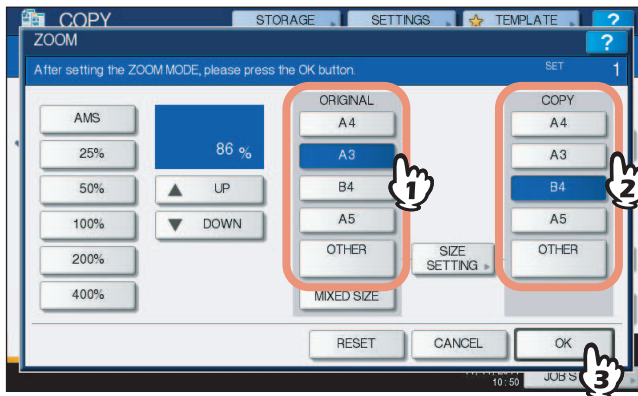 COPY STORAGE SETTINGS TEMPLATE ?
ZOOM ?
After setting the ZOOM MODE, please press the OK button. SET 1
ORIGINAL COPY
AMS
25%
50%
100%
200%
400%
86 %
UP
DOWN
A4
A3
B4
A5
OTHER
MIXED SIZE
SIZE
SETTING
A4
A3
B4
A5
OTHER
1
2
RESET CANCEL OK
3
10:50 JOB S